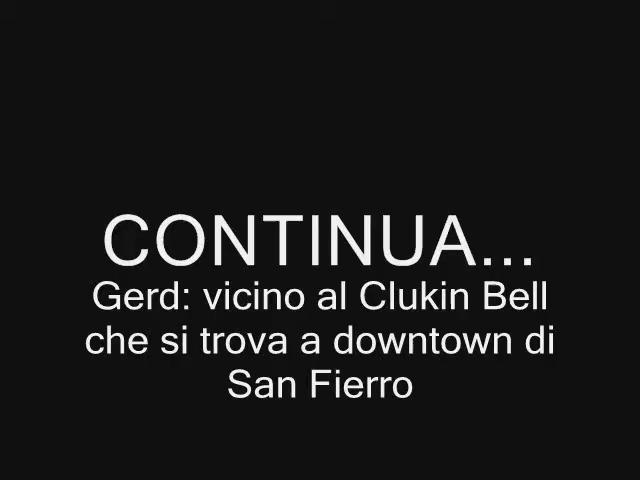 CONTINUA...
Gerd: vicino al Clukin Bell
che si trova a downtown di
San Fierro